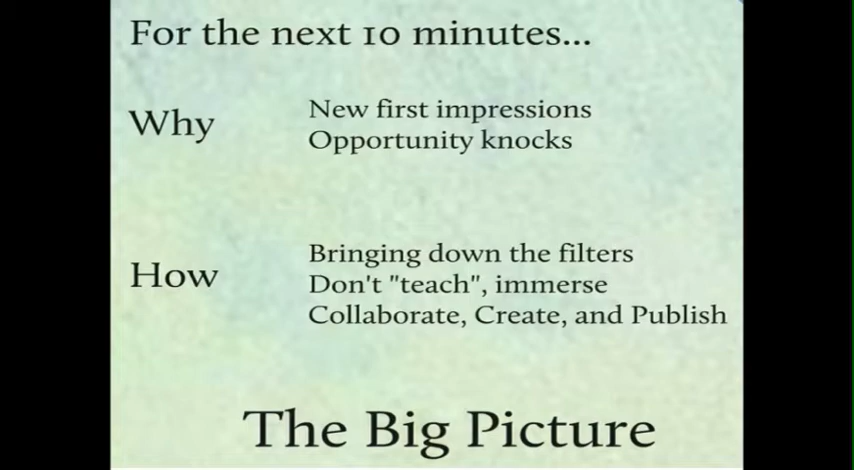 For the next 10 minutes...
Why
New first impressions
Opportunity knocks
How
Bringing down the filters
Don't "teach", immerse
Collaborate, Create, and Publish
The Big Picture